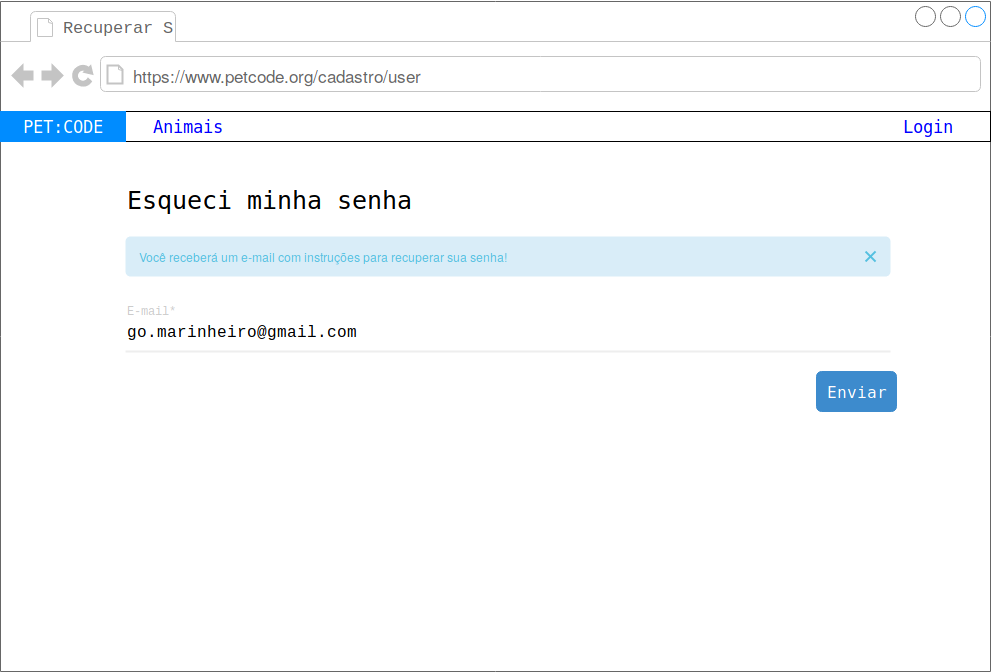 Recuperar S
https://www.petcode.org/cadastro/user
PET:CODE Animais Login
Esqueci minha senha
Você receberá um e-mail com instruções para recuperar sua senha!
E-mail*
go.marinheiro@gmail.com
Enviar